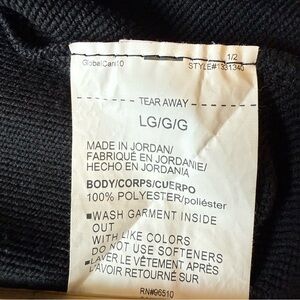 1/2
GlobalCan10
STYLE#1331340
TEAR AWAY
LG/G/G
MADE IN JORDAN/
FABRIQUÉ EN JORDANIE/
HECHO EN JORDANIA
BODY/CORPS/CUERPO
100% POLYESTER/poliéster
■WASH GARMENT INSIDE
OUT
WITH LIKE COLORS
DO NOT USE SOFTENERS
■LAVER LE VÊTEMENT APRÈS
L'AVOIR RETOURNÉ SUR
RN#96510